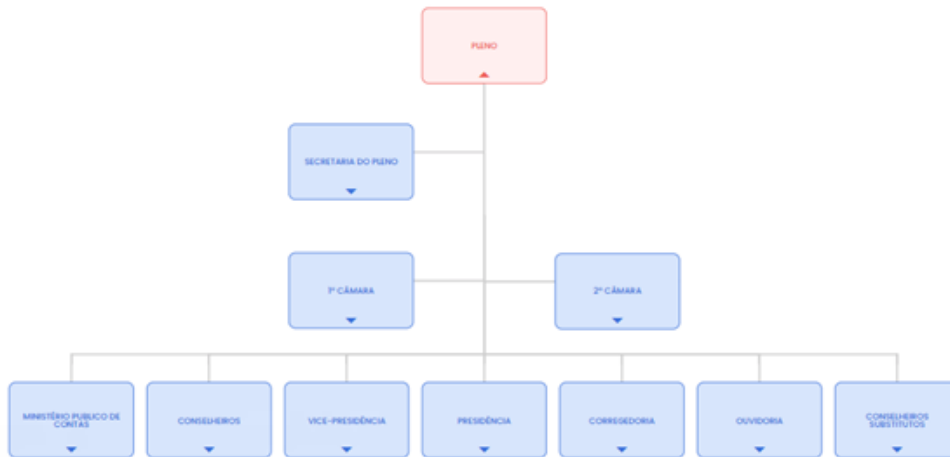 PLENO
SECRETARIA DO PLENO
1ª CÂMARA
2ª CÂMARA
MINISTÉRIO PUBLICO DE
CONTAS
CONSELHEIROS
VICE-PRESIDÊNCIA
PRESIDÊNCIA
CORREGEDORIA
OUVIDORIA
CONSELHEIROS
SUBSTITUTOS